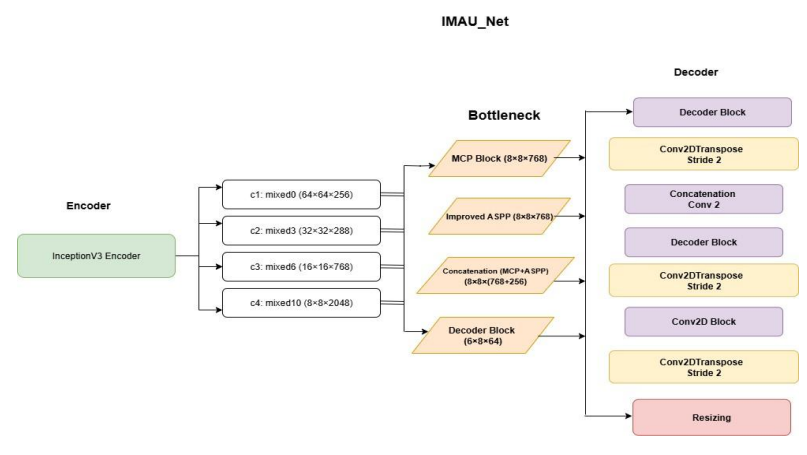 IMAU_Net
Encoder
InceptionV3 Encoder
c1: mixed0 (64×64×256)
c2: mixed3 (32×32×288)
c3: mixed6 (16×16×768)
c4: mixed10 (8×8×2048)
Bottleneck
MCP Block (8×8×768)
Improved ASPP (8×8×768)
Concatenation (MCP+ASPP)
(8×8×(768+256)
Decoder Block
(6×8×64)
Decoder
Decoder Block
Conv2DTranspose
Stride 2
Concatenation
Conv 2
Decoder Block
Conv2DTranspose
Stride 2
Conv2D Block
Conv2DTranspose
Stride 2
Resizing